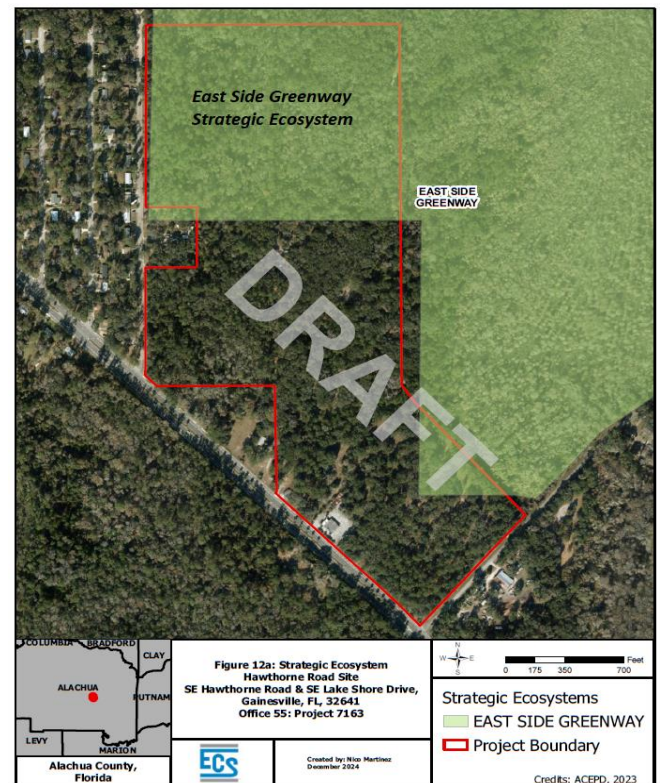 East Side Greenway
Strategic Ecosystem
EAST SIDE
GREENWAY
DRAFT
COLUMBIA
BRADFORD
CLAY
ALACHUA
PUTNAM
LEVY
MARION
Alachua County,
Florida
Figure 12a: Strategic Ecosystem
Hawthorne Road Site
SE Hawthorne Road & SE Lake Shore Drive,
Gainesville, FL, 32641
Office 55: Project 7163
ECS
Created by: Nico Martinez
December 2024
N
W E
S
0 175 350 700 Feet
Strategic Ecosystems
EAST SIDE GREENWAY
Project Boundary
Credits: ACEPD, 2023